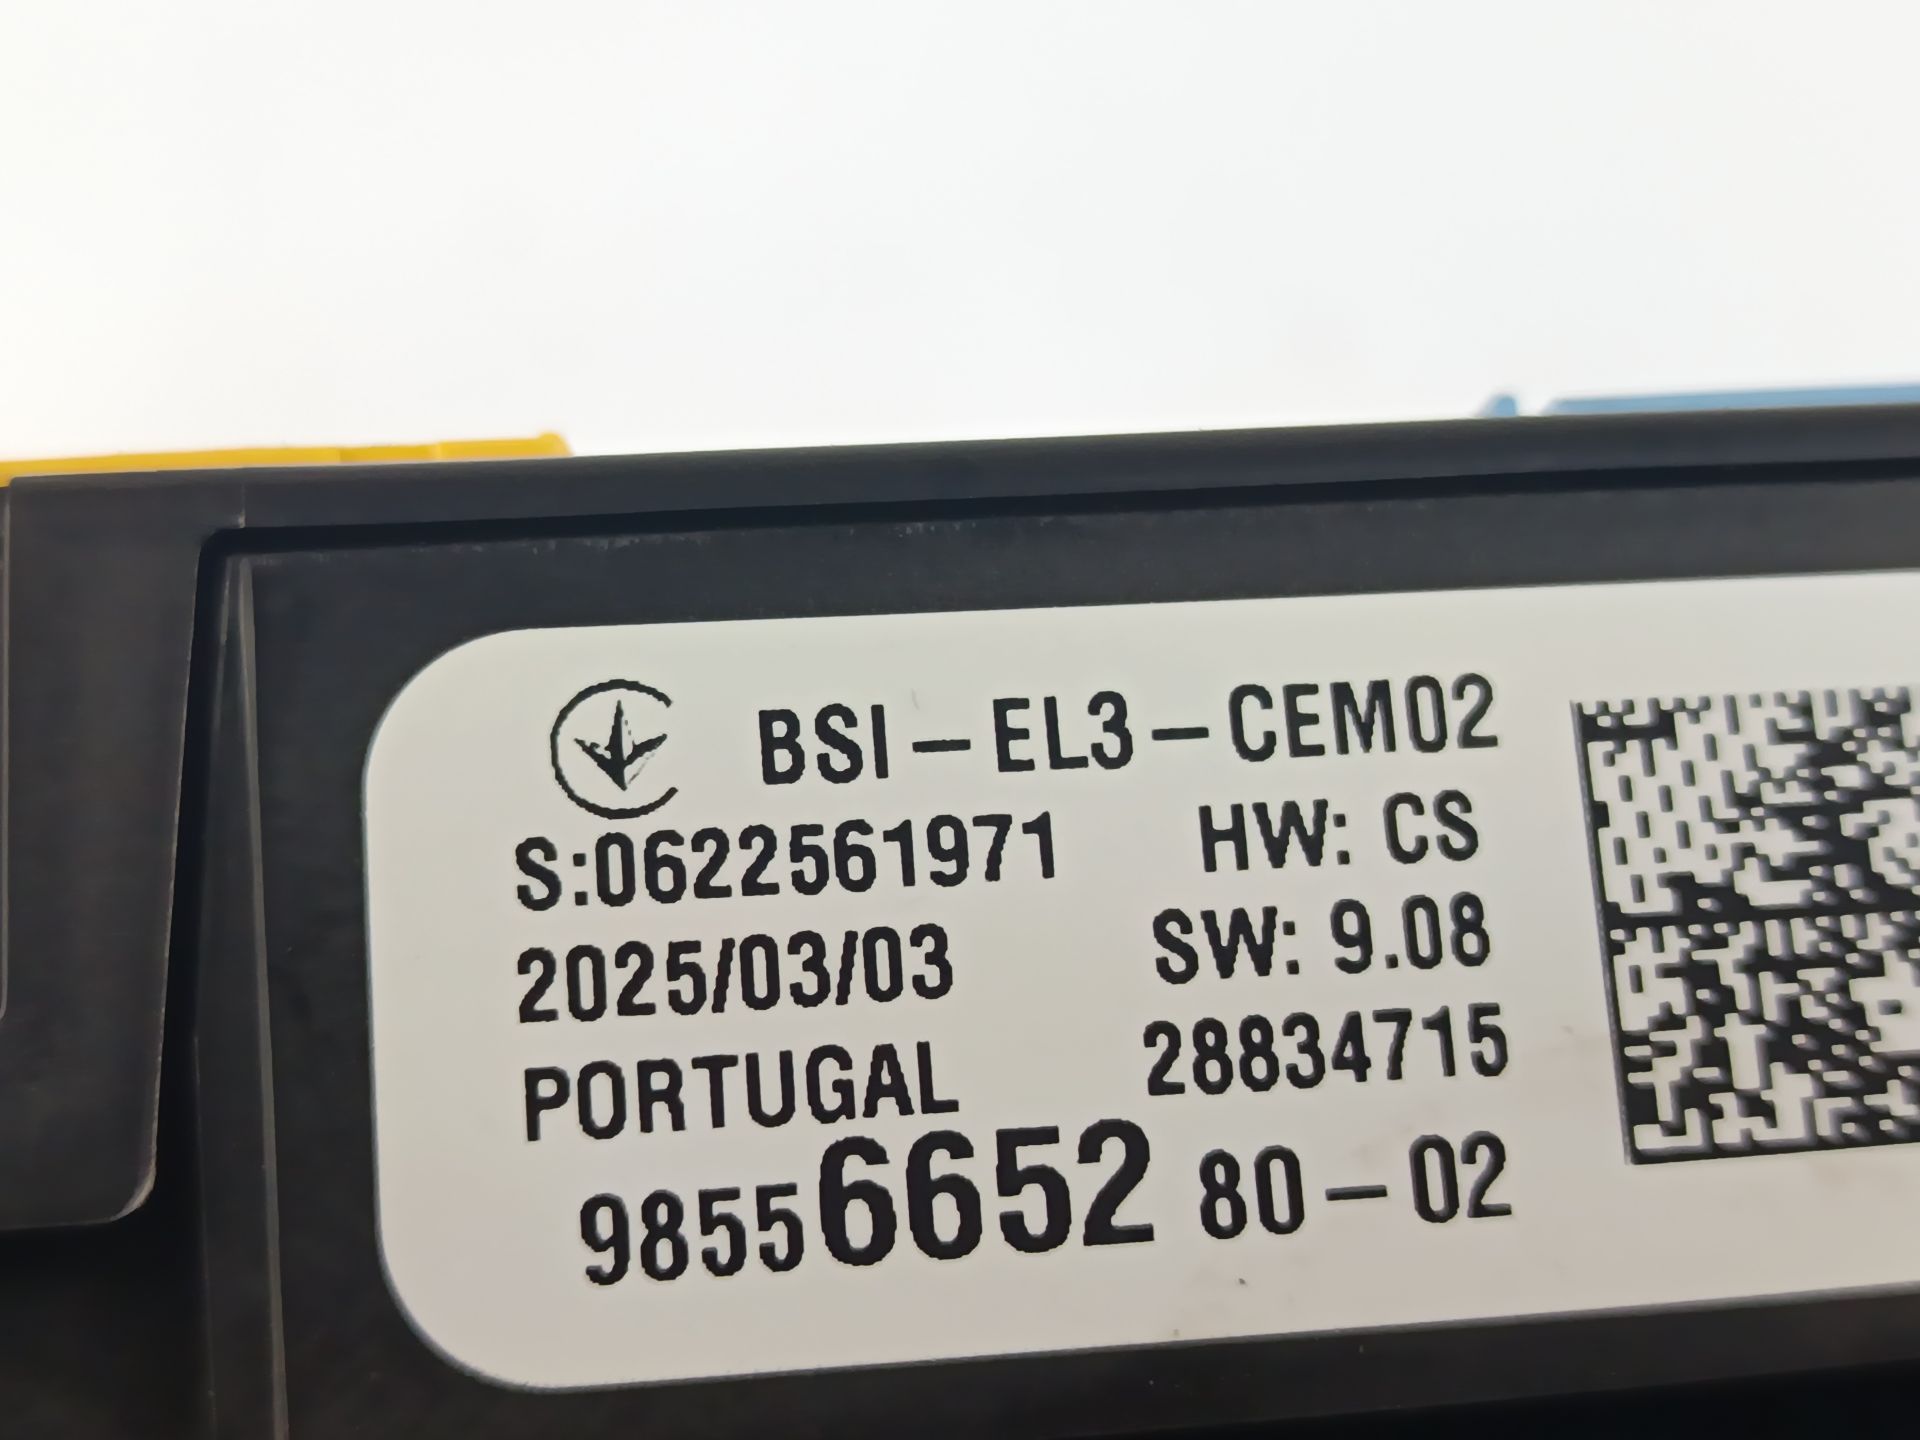 BSI-EL3-CEM02
S:0622561971 HW: CS
2025/03/03 SW: 9.08
PORTUGAL 28834715
9855665280-02